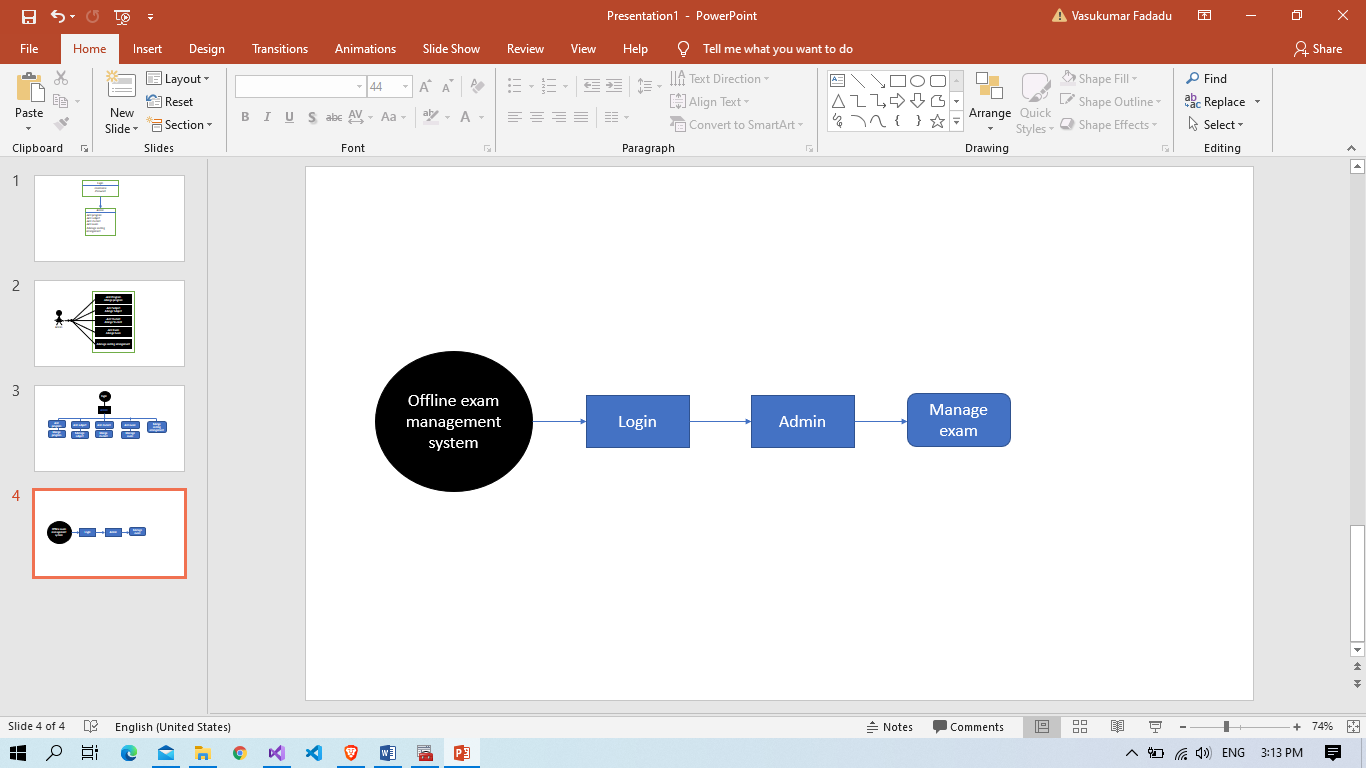 Presentation1 - PowerPoint
Vasukumar Fadadu
File Home Insert Design Transitions Animations Slide Show Review View Help Tell me what you want to do
Share
Paste
Clipboard
New
Slide
Layout
Reset
Section
Slides
44
B I U S abc AV Aa A
Font
Text Direction
Align Text
Convert to SmartArt
Paragraph
Arrange
Quick
Styles
Shape Fill
Shape Outline
Shape Effects
Drawing
Find
Replace
Select
Editing
1
2
3
4
Offline exam
management
system
Login
Admin
Manage
exam
Slide 4 of 4
English (United States)
Notes
Comments
74%
ENG
3:13 PM